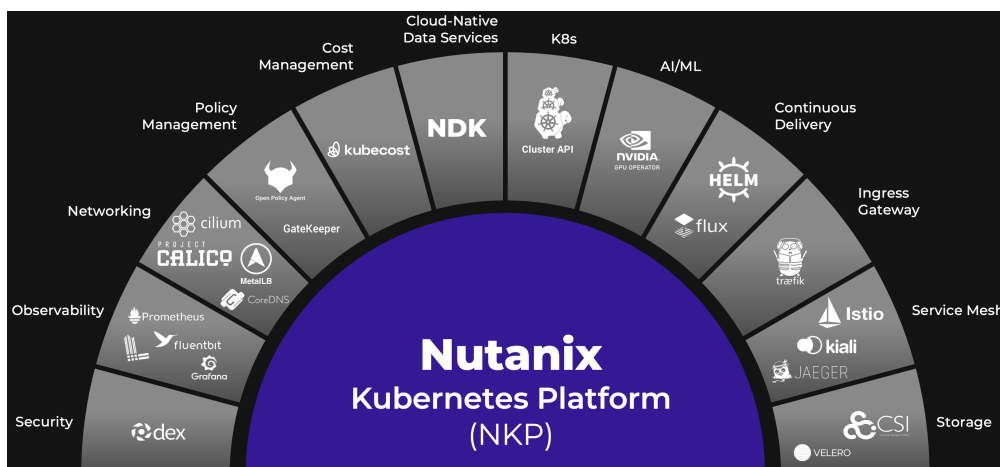 Cloud-Native
Data Services
K8s
Cost
Management
AI/ML
Policy
Management
Continuous
Delivery
Networking
Ingress
Gateway
Observability
Service Mesh
Security
Storage
dex
Prometheus
fluentbit
Grafana
cilium
PROJECT
CALICO
MetalLB
CoreDNS
Open Policy Agent
GateKeeper
kubecost
NDK
Cluster API
NVIDIA.
GPU OPERATOR
HELM
flux
træfik
Istio
kiali
JAEGER
CSI
VELERO
Nutanix
Kubernetes Platform
(NKP)